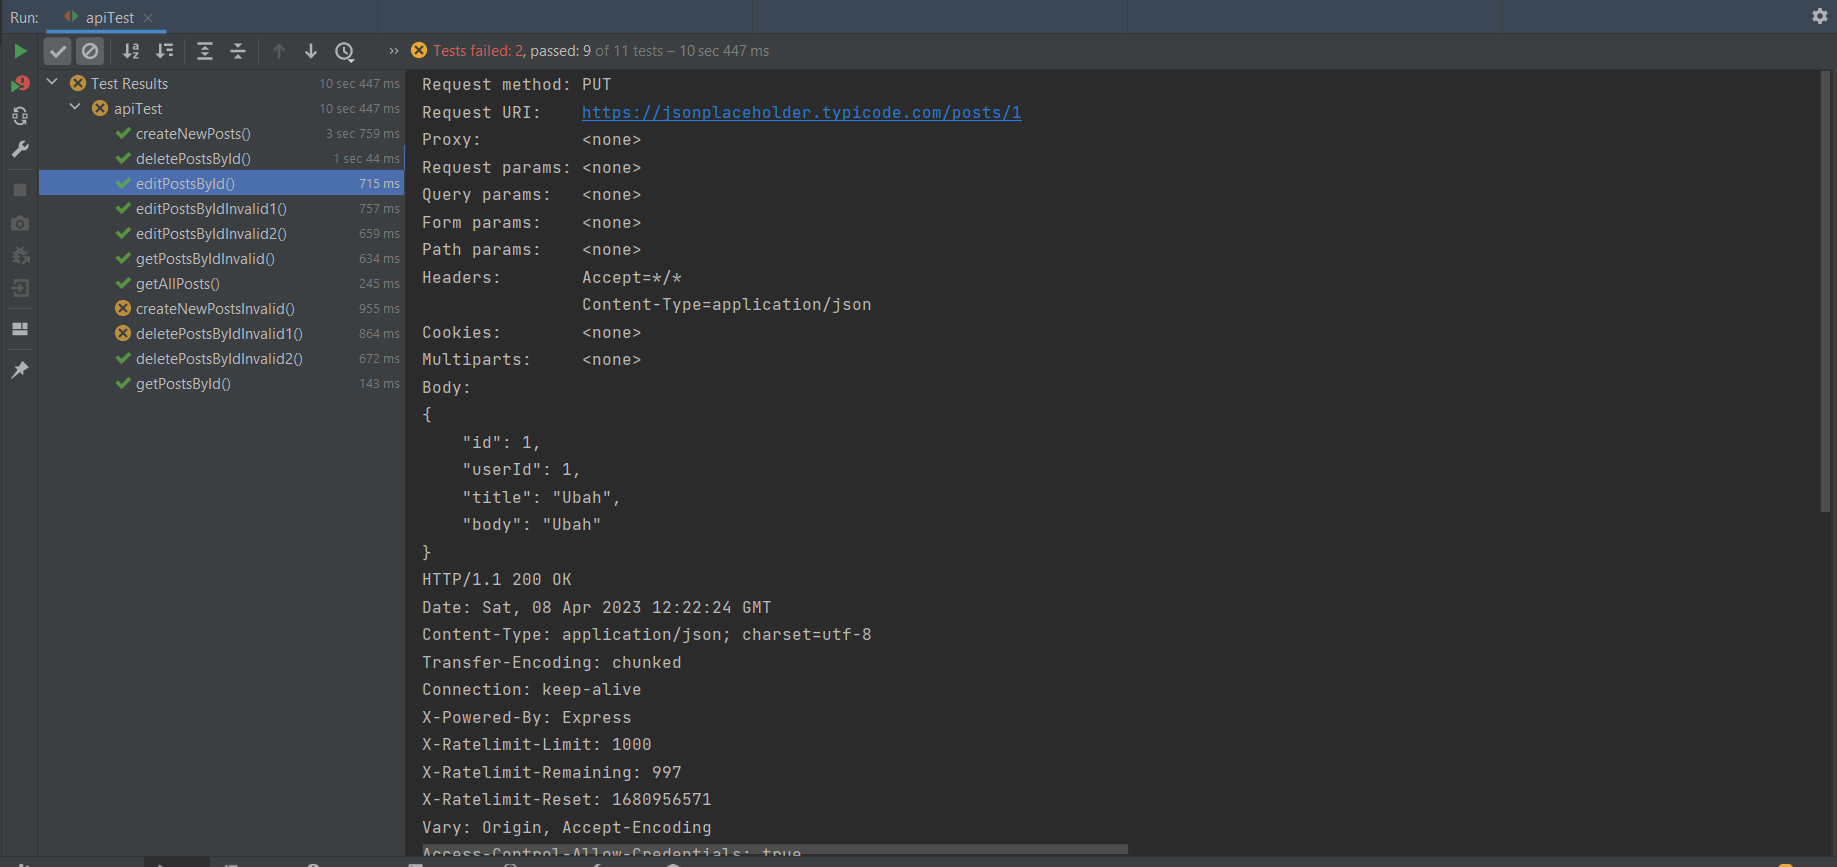 Run: apiTest
Tests failed: 2, passed: 9 of 11 tests – 10 sec 447 ms
Test Results 10 sec 447 ms
apiTest 10 sec 447 ms
createNewPosts() 3 sec 759 ms
deletePostsById() 1 sec 44 ms
editPostsById() 715 ms
editPostsByIdInvalid1() 757 ms
editPostsByIdInvalid2() 659 ms
getPostsByIdInvalid() 634 ms
getAllPosts() 245 ms
createNewPostsInvalid() 955 ms
deletePostsByIdInvalid1() 864 ms
deletePostsByIdInvalid2() 672 ms
getPostsById() 143 ms
Request method: PUT
Request URI: https://jsonplaceholder.typicode.com/posts/1
Proxy: <none>
Request params: <none>
Query params: <none>
Form params: <none>
Path params: <none>
Headers: Accept=*/*
Content-Type=application/json
Cookies: <none>
Multiparts: <none>
Body:
{
"id": 1,
"userId": 1,
"title": "Ubah",
"body": "Ubah"
}
HTTP/1.1 200 OK
Date: Sat, 08 Apr 2023 12:22:24 GMT
Content-Type: application/json; charset=utf-8
Transfer-Encoding: chunked
Connection: keep-alive
X-Powered-By: Express
X-Ratelimit-Limit: 1000
X-Ratelimit-Remaining: 997
X-Ratelimit-Reset: 1680956571
Vary: Origin, Accept-Encoding
Access-Control-Allow-Credentials: true